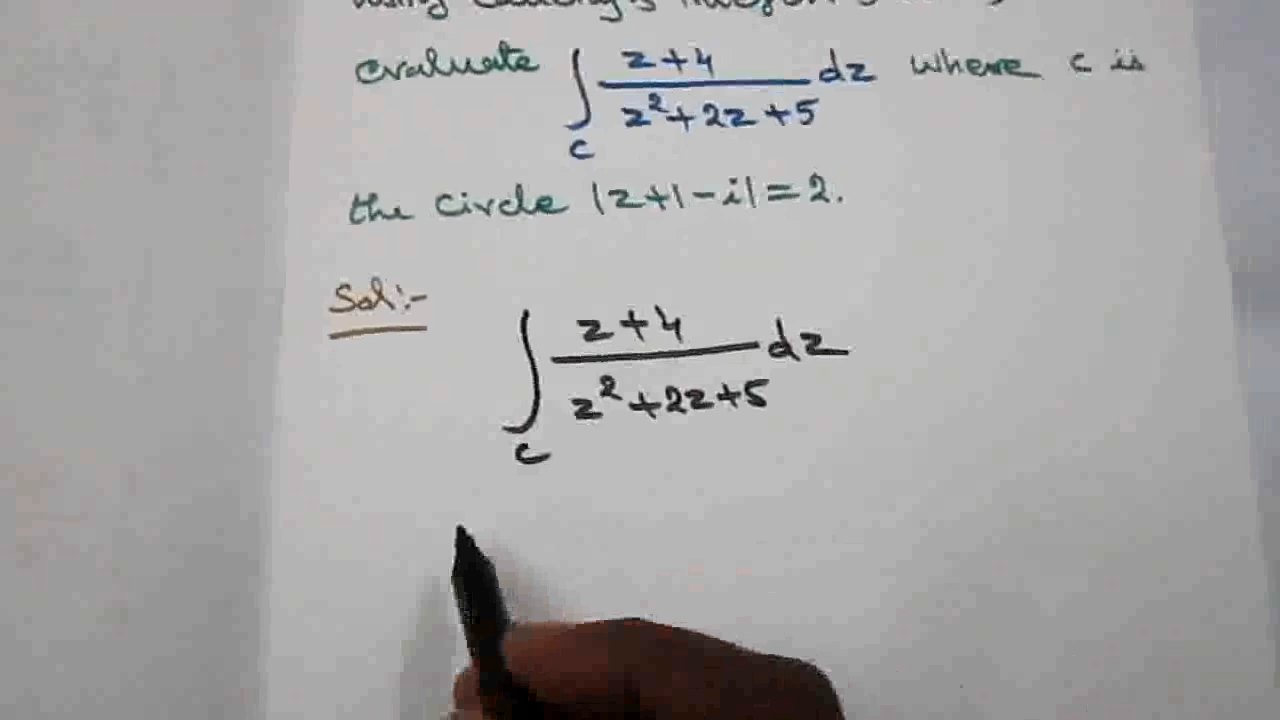 evaluate ∫_C (z+4)/(z²+2z+5) dz where c is
the circle |z+1-i|=2.
Sol:-
∫_C (z+4)/(z²+2z+5) dz